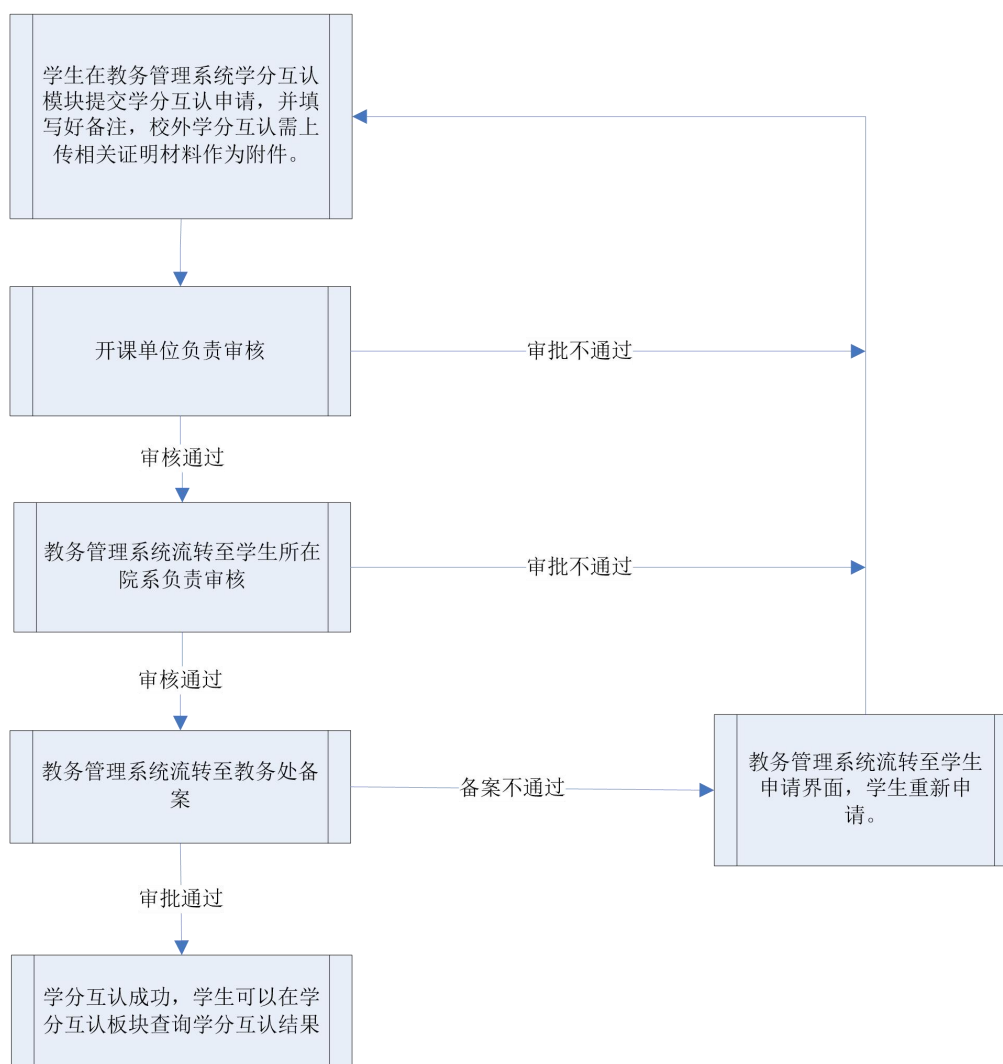 学生在教务管理系统学分互认
模块提交学分互认申请，并填
写好备注，校外学分互认需上
传相关证明材料作为附件。
开课单位负责审核
审批不通过
审核通过
教务管理系统流转至学生所在
院系负责审核
审批不通过
审核通过
教务管理系统流转至教务处备
案
备案不通过
教务管理系统流转至学生
申请界面，学生重新申
请。
审批通过
学分互认成功，学生可以在学
分互认板块查询学分互认结果